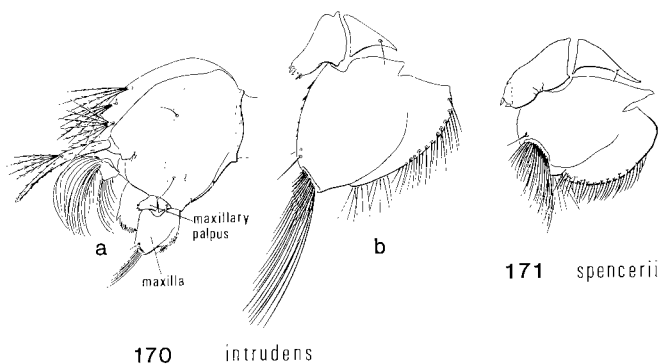 maxillary
palpus
a
b
maxilla
171 spencerii
170 intrudens